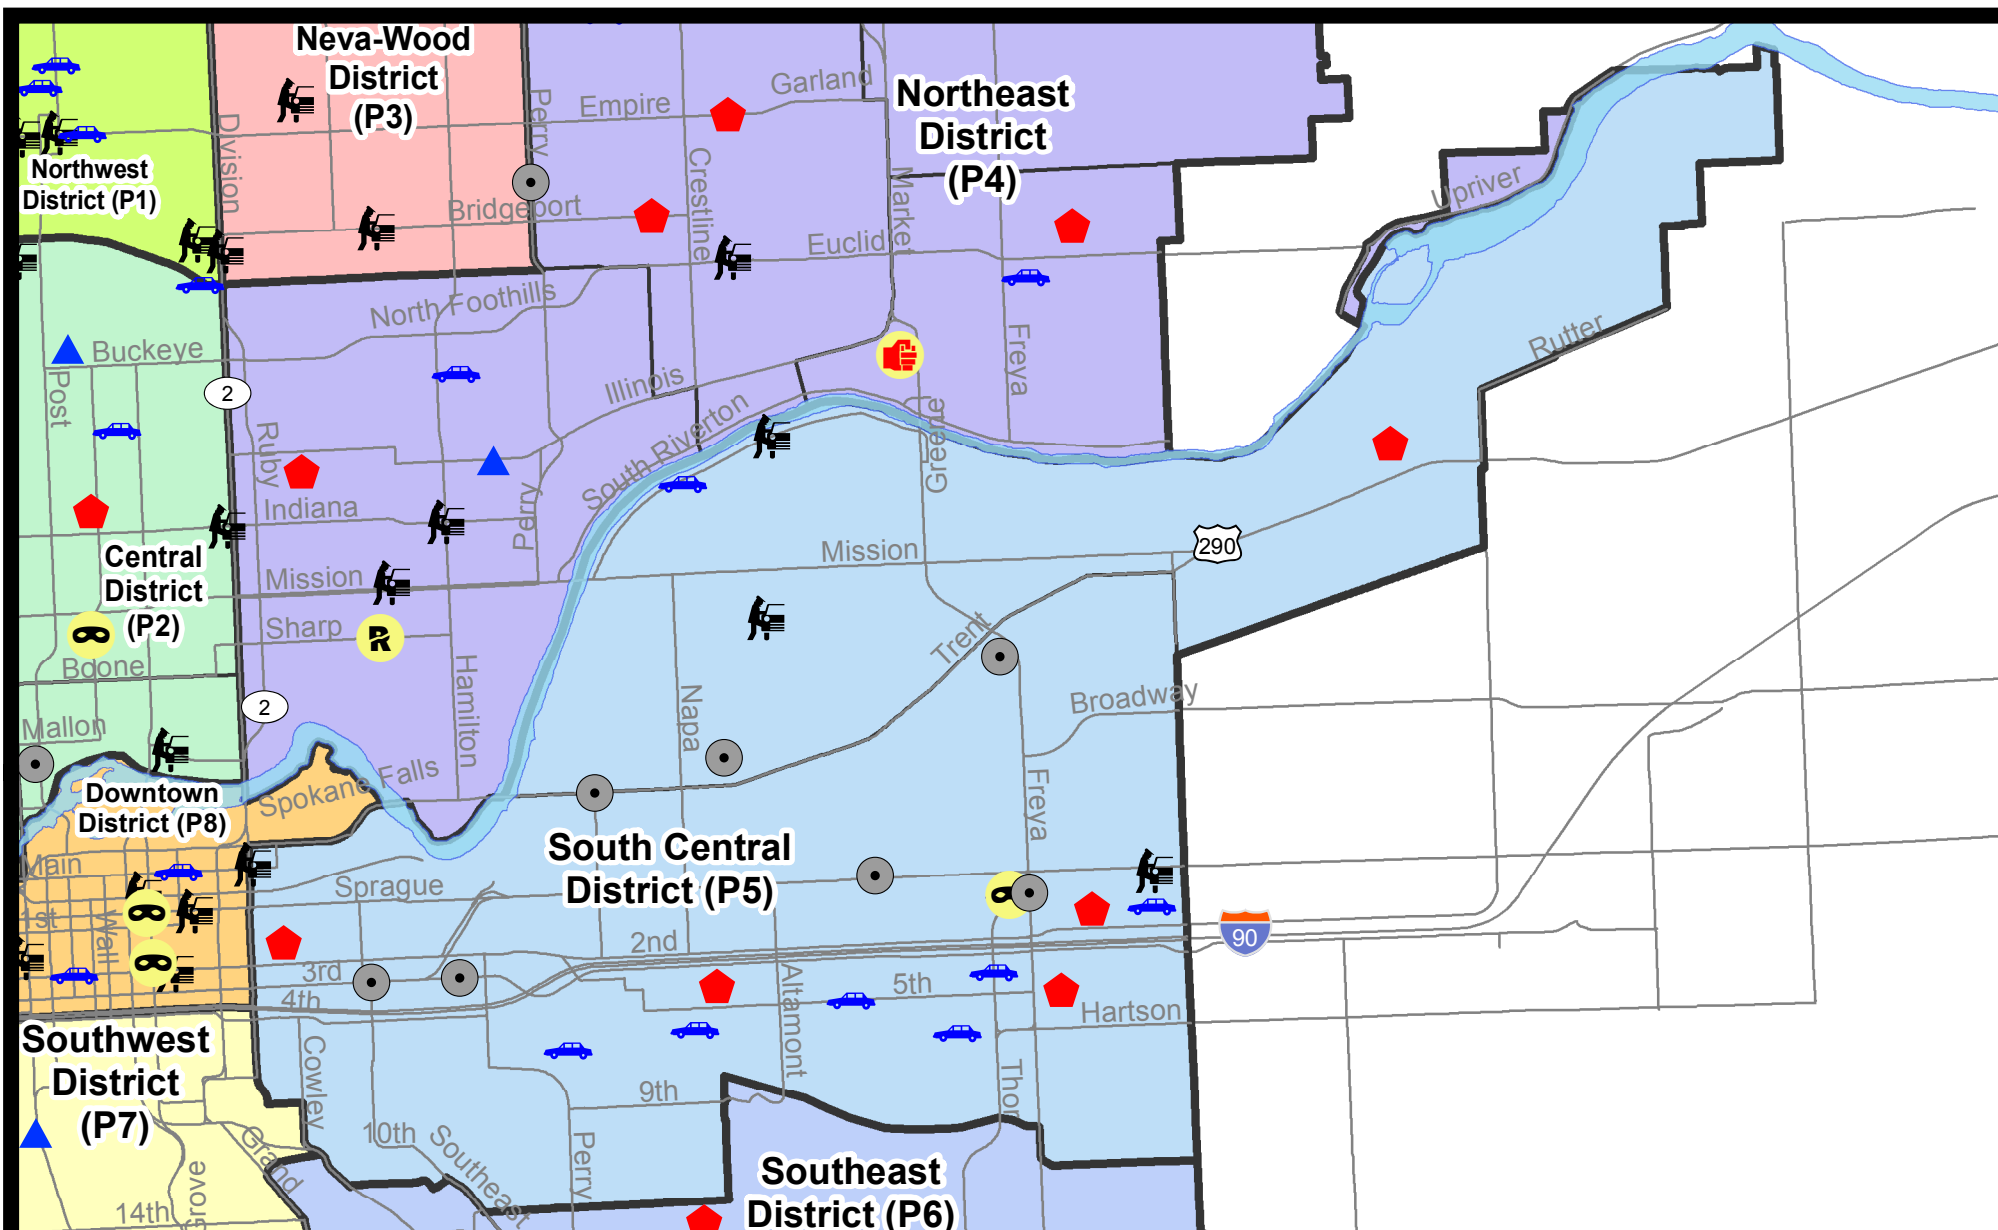 Neva-Wood
District
(P3)
Garland
Empire
Northeast
District
(P4)
Perry
Division
Northwest
District (P1)
Crestline
Market
Bridgeport
Euclid
Upriver
North Foothills
Buckeye
Freya
Rutter
Post
2
Illinois
South Riverton
Greene
Ruby
Indiana
Perry
Central
District
(P2)
Mission
Mission
290
Sharp
R
Trent
Boone
Hamilton
Napa
Broadway
2
Mallon
Spokane Falls
Downtown
District (P8)
Freya
South Central
District (P5)
Main
Sprague
1st
Wall
2nd
90
3rd
4th
Altamont
5th
Hartson
Southwest
District
(P7)
Cowley
9th
Thor
10th
Southeast
Perry
Grand
Grove
14th
Southeast
District (P6)